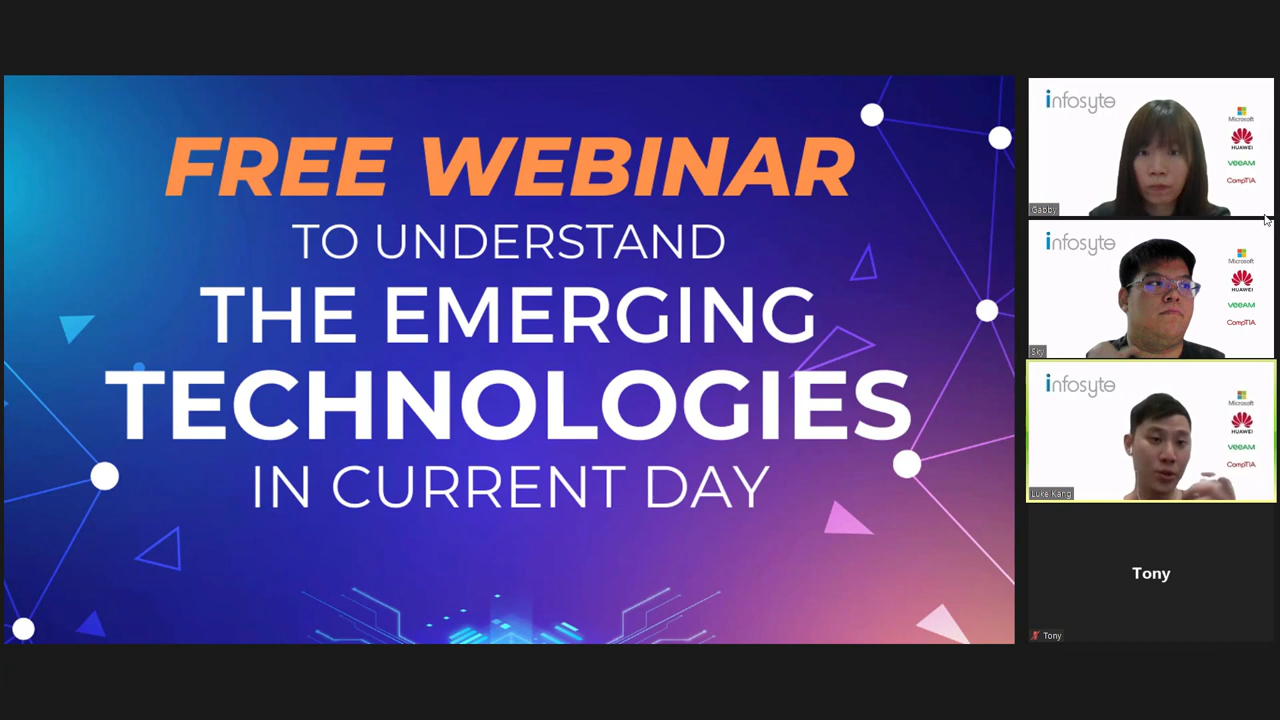 FREE WEBINAR
TO UNDERSTAND
THE EMERGING
TECHNOLOGIES
IN CURRENT DAY
infosyte
Microsoft
HUAWEI
veeAM
CompTIA
Gabby
infosyte
Microsoft
HUAWEI
veeAM
CompTIA
Sky
infosyte
Microsoft
HUAWEI
veeAM
CompTIA
Luke Kang
Tony
Tony